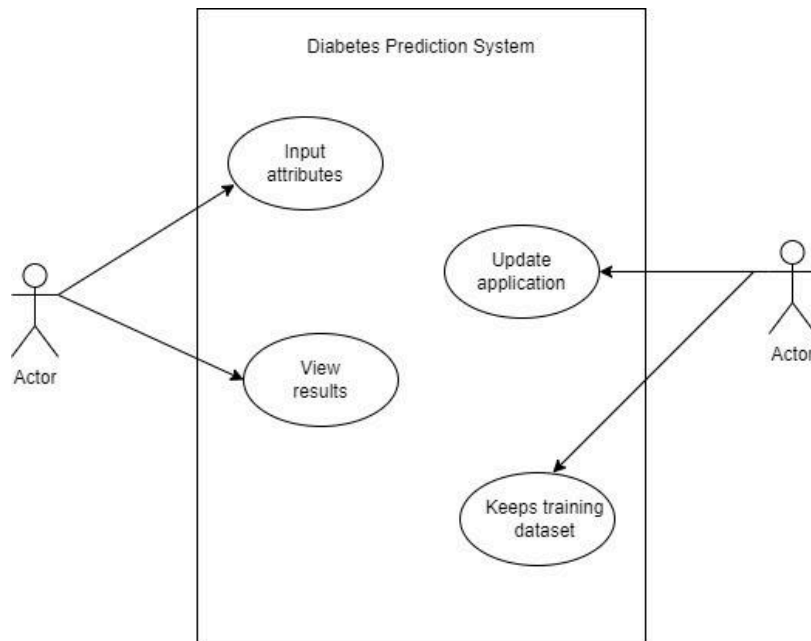 Diabetes Prediction System
Input
attributes
Update
application
Actor
Actor
View
results
Keeps training
dataset